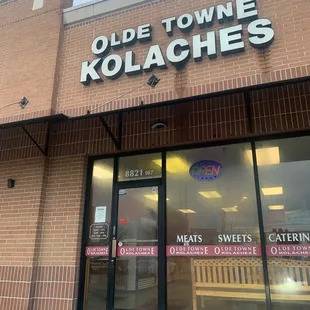 OLDE TOWNE
KOLACHES
8821
OPEN
MEATS
SWEETS
CATERIN
OLDE TOWNE
KOLACHES
OLDE TOWNE
KOLACHES
OLDE TOWNE
KOLACHES